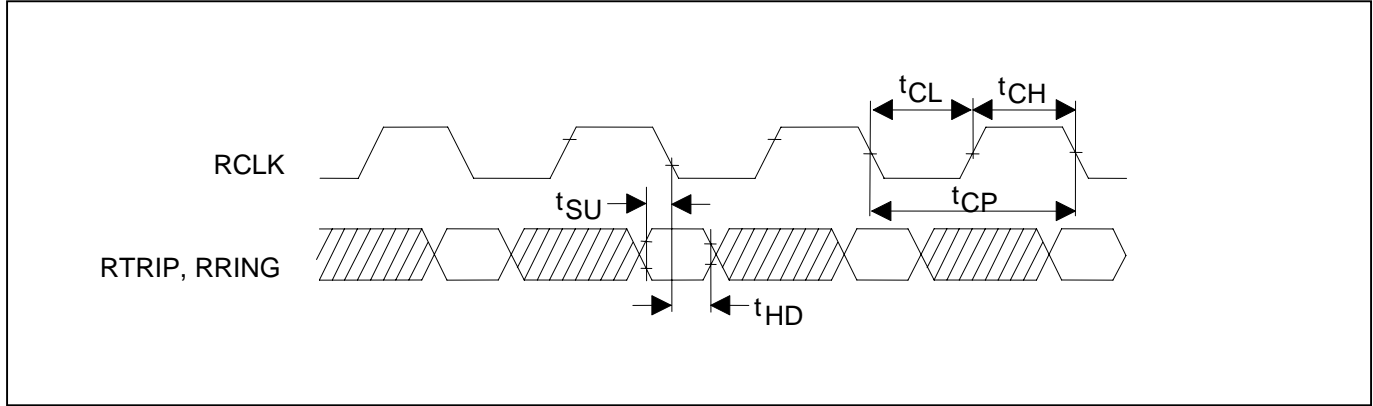 tCL
tCH
RCLK
tSU
tCP
RTRIP, RRING
tHD